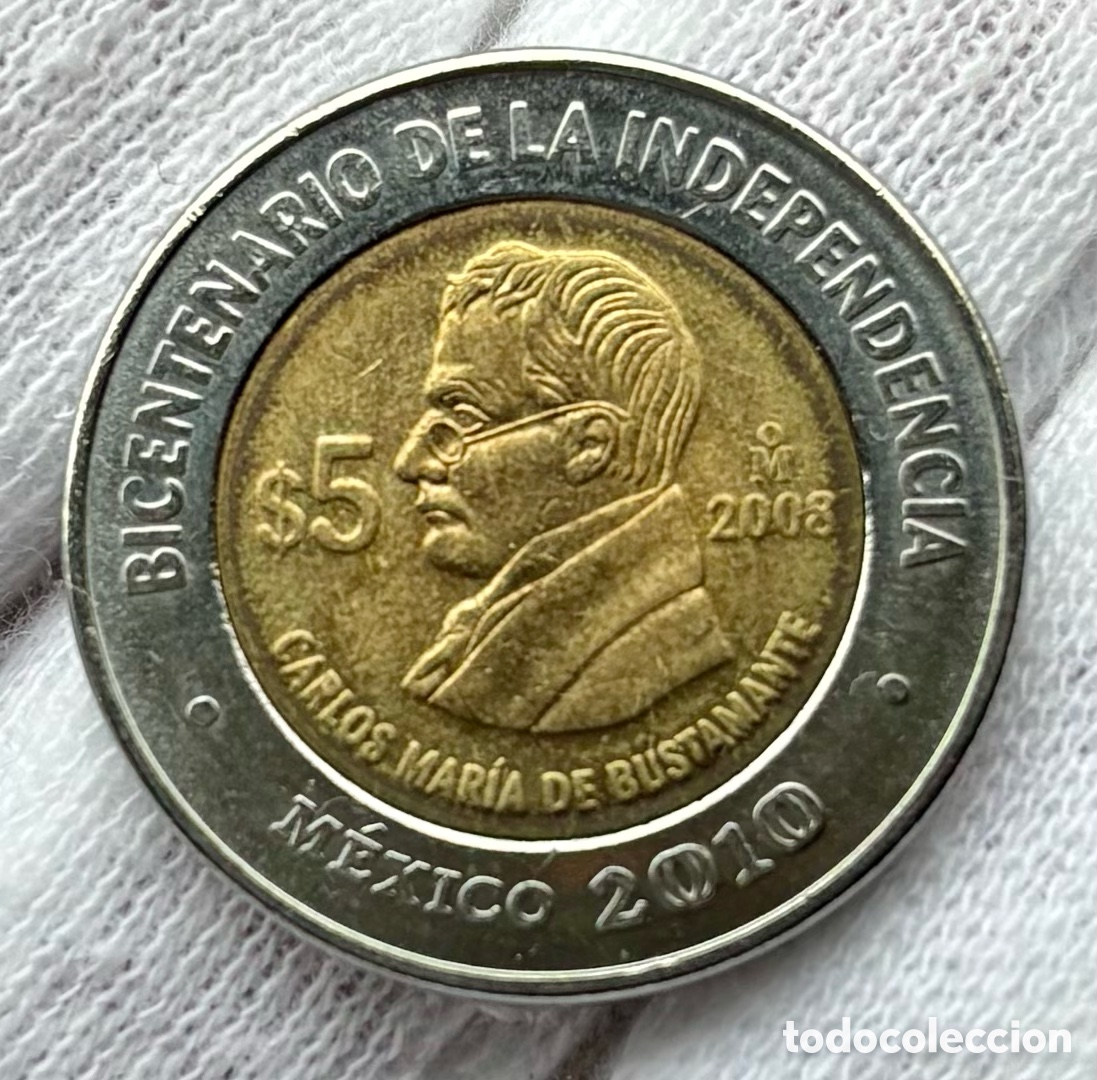 BICENTENARIO DE LA INDEPENDENCIA
$5
M
2008
CARLOS MARÍA DE BUSTAMANTE
MÉXICO 2010
todocoleccion